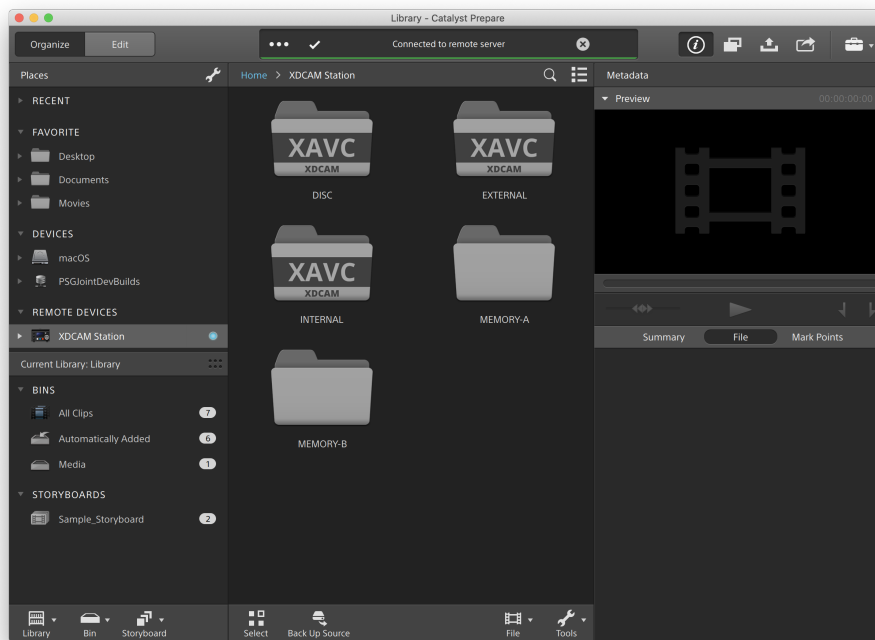 Library - Catalyst Prepare
Organize
Edit
Connected to remote server
Places
Home > XDCAM Station
Metadata
RECENT
FAVORITE
Desktop
Documents
Movies
DEVICES
macOS
PSGJointDevBuilds
REMOTE DEVICES
XDCAM Station
Current Library: Library
BINS
All Clips 7
Automatically Added 6
Media 1
STORYBOARDS
Sample_Storyboard 2
XAVC
XDCAM
DISC
XAVC
XDCAM
EXTERNAL
XAVC
XDCAM
INTERNAL
MEMORY-A
MEMORY-B
Preview
00:00:00:00
Summary
File
Mark Points
Library
Bin
Storyboard
Select
Back Up Source
File
Tools